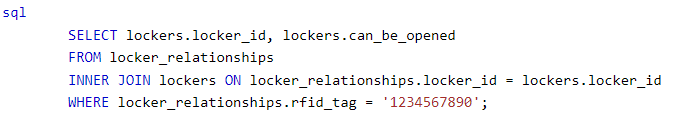 sql
SELECT lockers.locker_id, lockers.can_be_opened
FROM locker_relationships
INNER JOIN lockers ON locker_relationships.locker_id = lockers.locker_id
WHERE locker_relationships.rfid_tag = '1234567890';